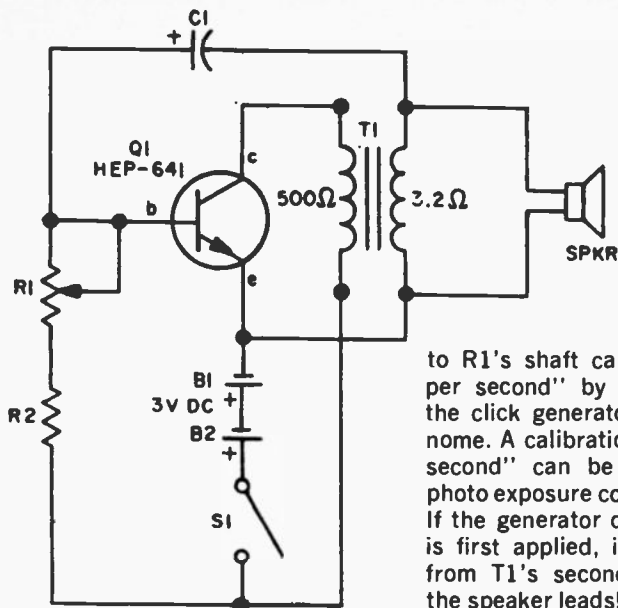 C1
+
T1
Q1
HEP-641
c
500Ω
3.2Ω
b
SPKR
R1
e
B1
3V DC +
R2
B2
+
S1
to R1's shaft ca
per second" by
the click generato
nome. A calibratio
second" can be
photo exposure co
If the generator d
is first applied, i
from T1's secon
the speaker leads!